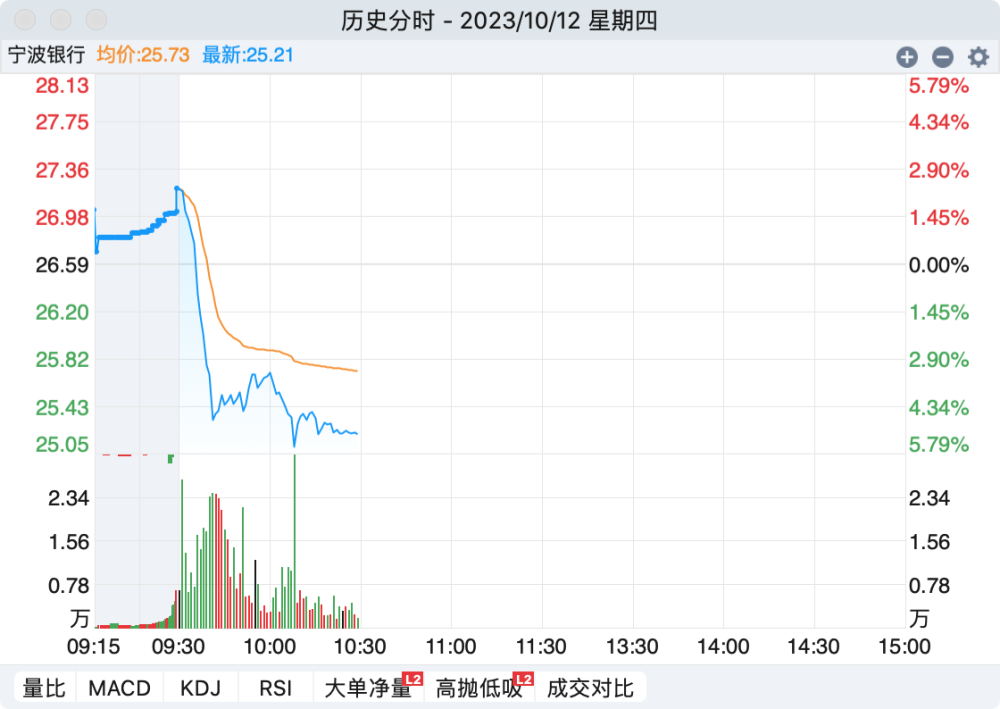 历史分时 - 2023/10/12 星期四
宁波银行 均价:25.73 最新:25.21
28.13 5.79%
27.75 4.34%
27.36 2.90%
26.98 1.45%
26.59 0.00%
26.20 1.45%
25.82 2.90%
25.43 4.34%
25.05 5.79%
2.34 2.34
1.56 1.56
0.78 0.78
万 万
09:15 09:30 10:00 10:30 11:00 11:30 13:30 14:00 14:30 15:00
量比 MACD KDJ RSI 大单净量 L2 高抛低吸 L2 成交对比